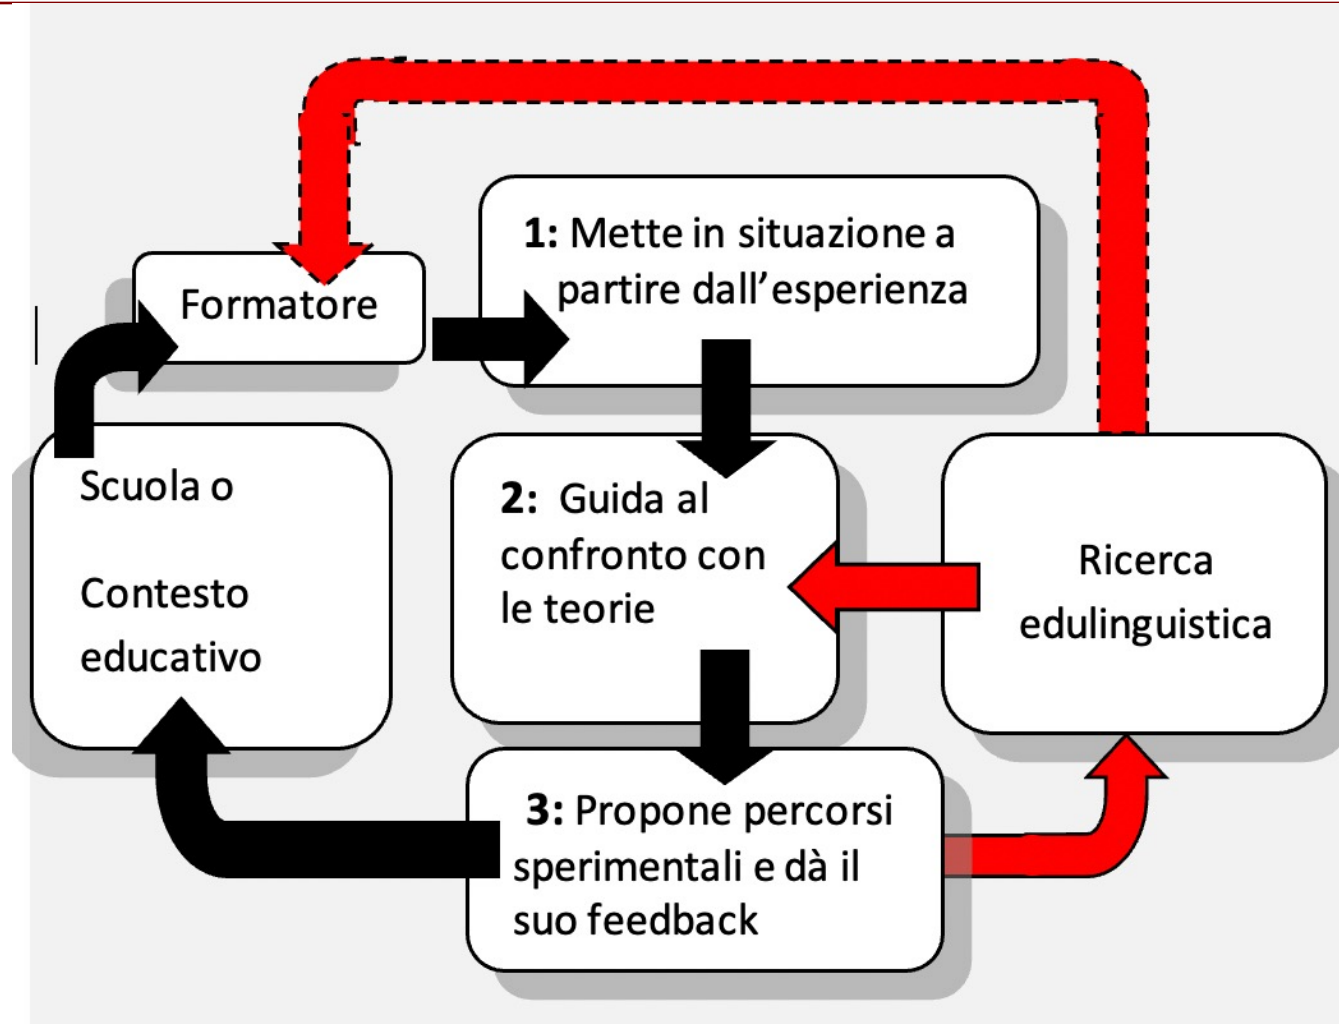 Formatore
1: Mette in situazione a
partire dall’esperienza
Scuola o
Contesto
educativo
2: Guida al
confronto con
le teorie
Ricerca
edulinguistica
3: Propone percorsi
sperimentali e dà il
suo feedback